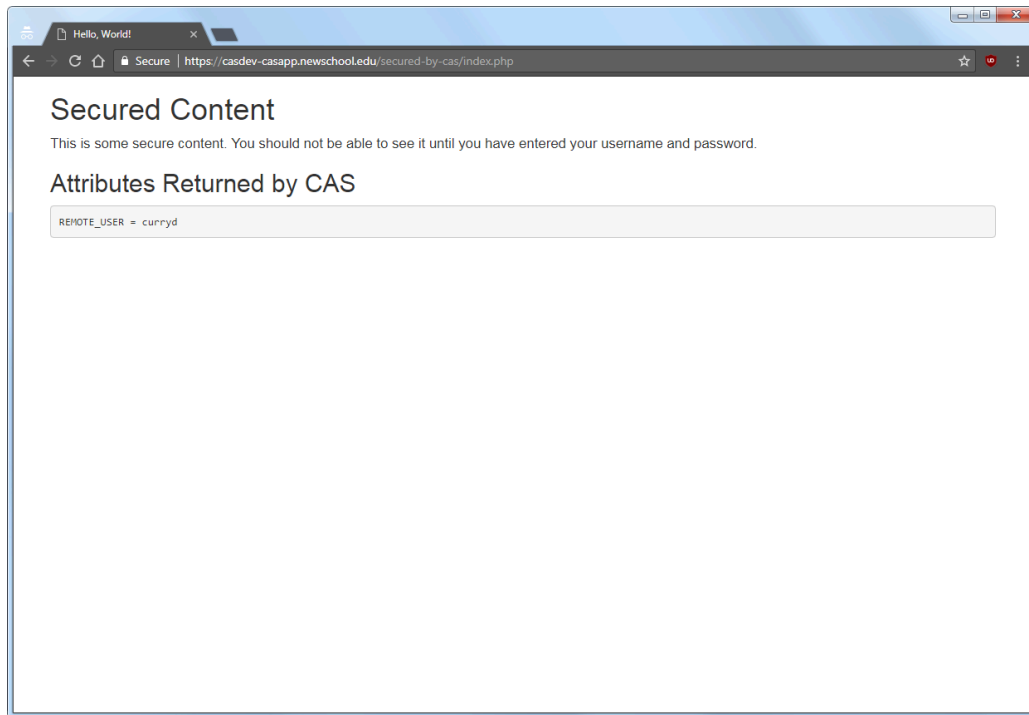 Hello, World!
Secure | https://casdev-casapp.newschool.edu/secured-by-cas/index.php
Secured Content
This is some secure content. You should not be able to see it until you have entered your username and password.
Attributes Returned by CAS
REMOTE_USER = curryd